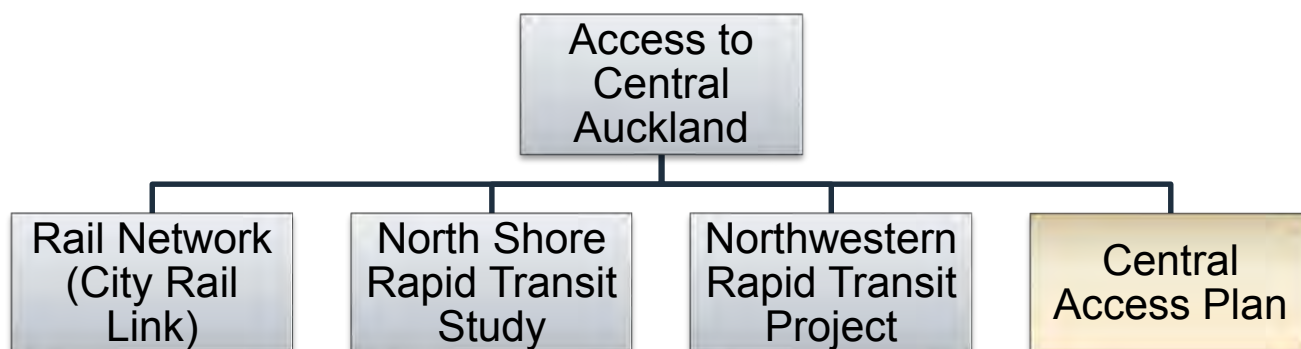 Access to
Central
Auckland
Rail Network
(City Rail
Link)
North Shore
Rapid Transit
Study
Northwestern
Rapid Transit
Project
Central
Access Plan